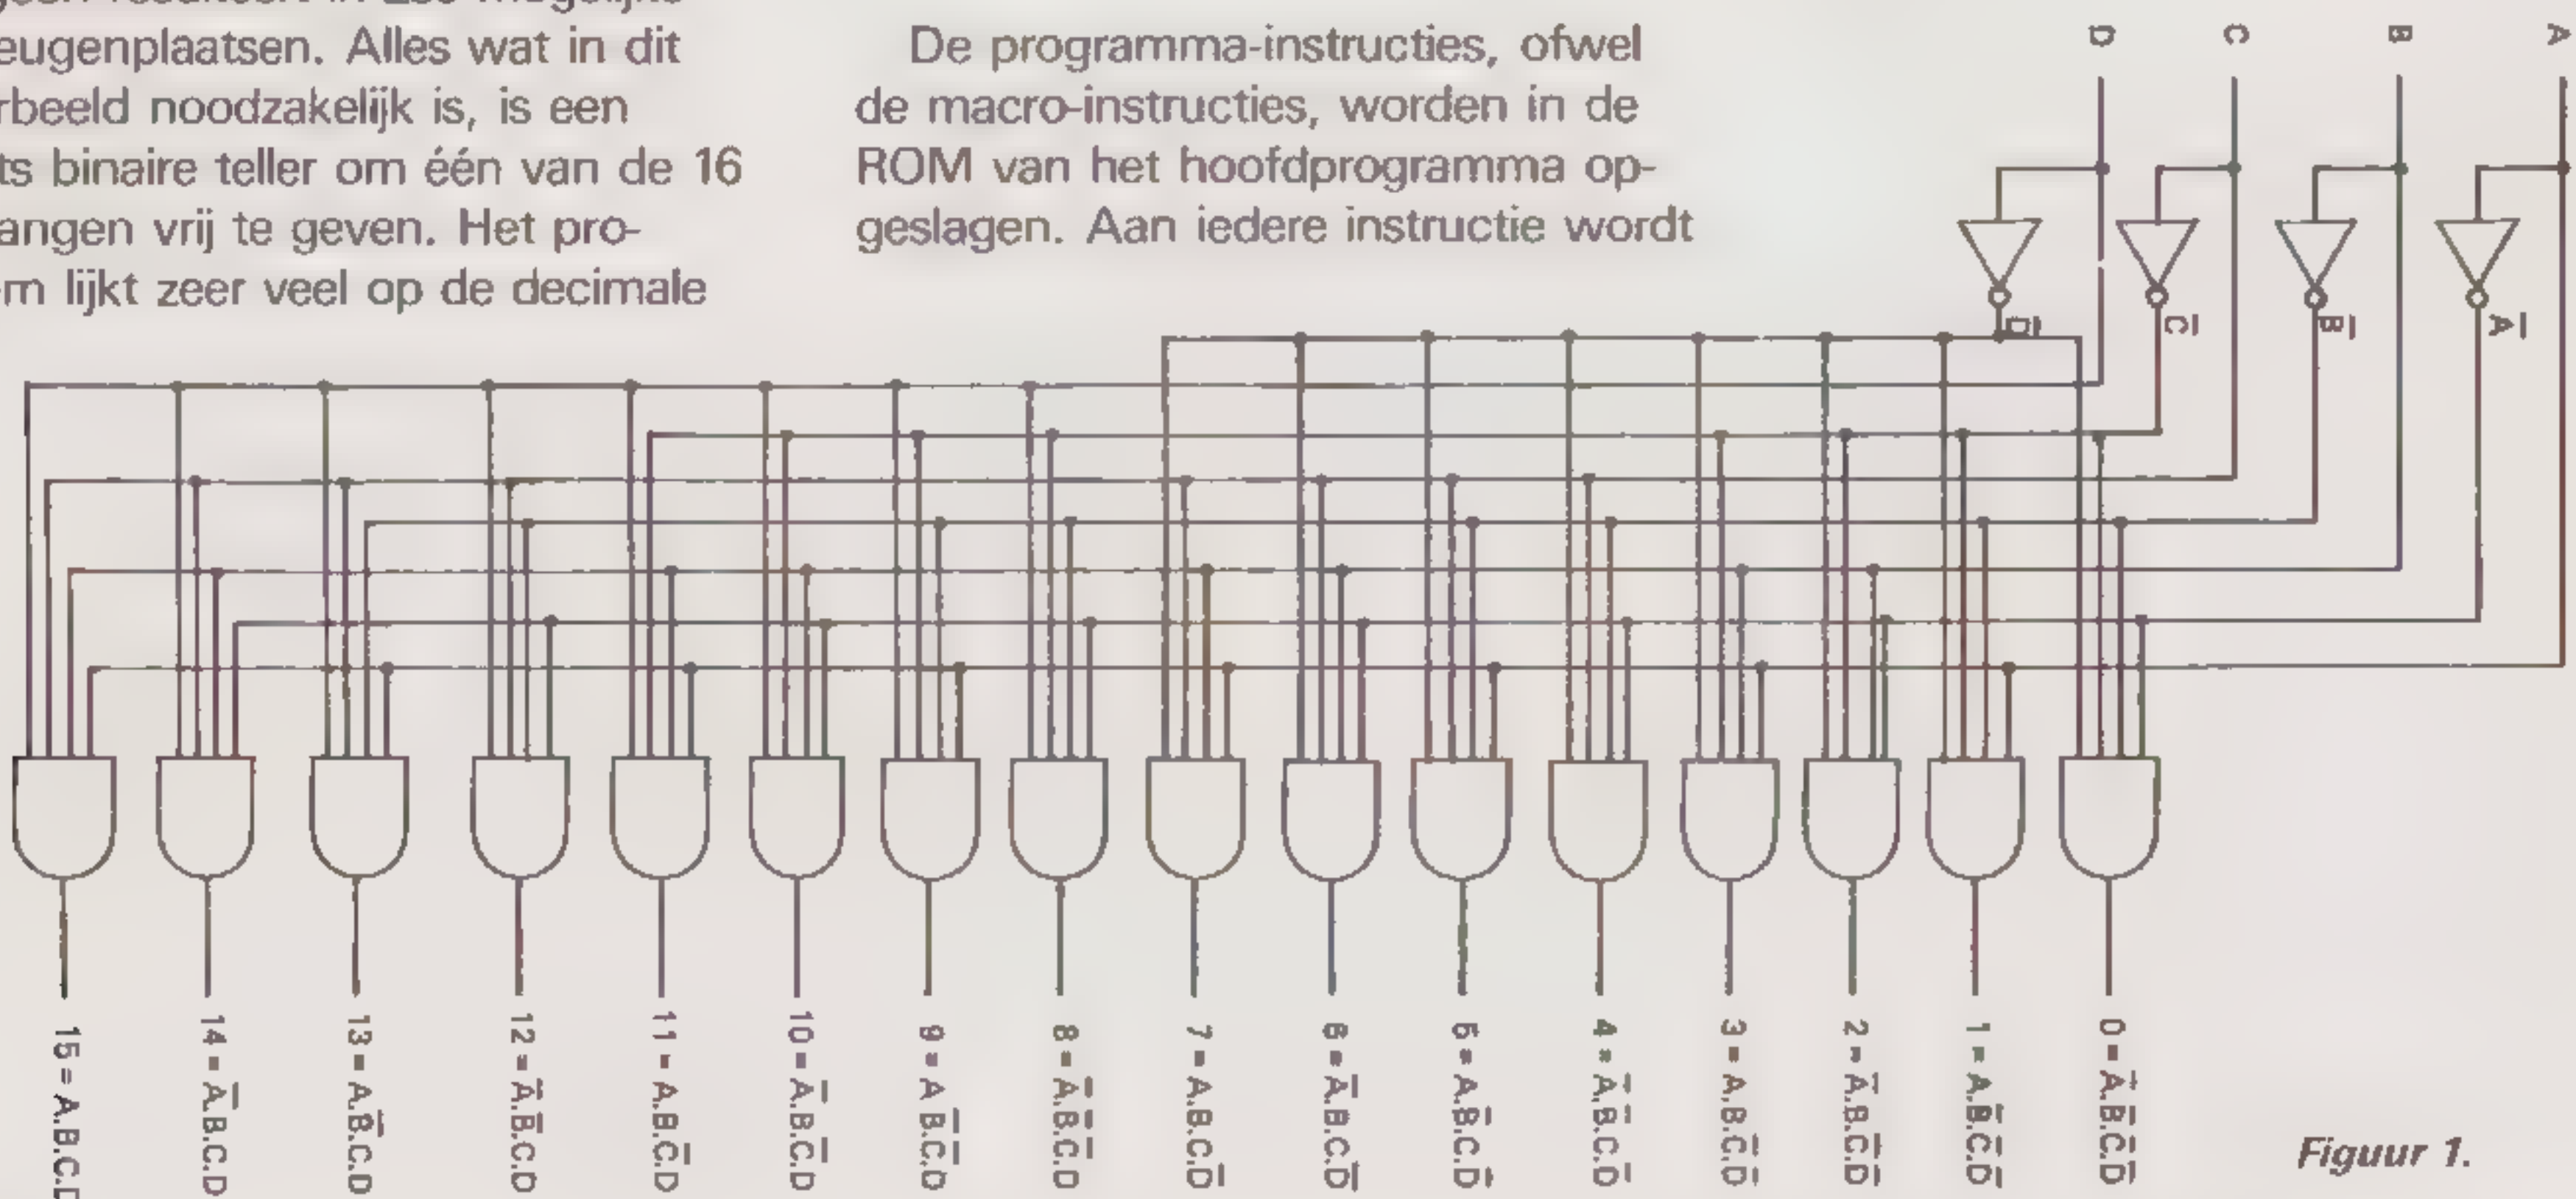 eugenplaatsen. Alles wat in dit
rbeeld noodzakelijk is, is een
ts binaire teller om één van de 16
angen vrij te geven. Het pro-
m lijkt zeer veel op de decimale
De programma-instructies, ofwel
de macro-instructies, worden in de
ROM van het hoofdprogramma op-
geslagen. Aan iedere instructie wordt
D C B A
D̅ C̅ B̅ A̅
15 = A.B.C.D
14 = A̅.B.C.D
13 = A.B̅.C.D
12 = A̅.B̅.C.D
11 = A.B.C̅.D
10 = A̅.B.C̅.D
9 = A B̅.C̅.D
8 = A̅.B̅.C̅.D
7 = A.B.C.D̅
6 = A̅.B.C.D̅
5 = A.B̅.C.D̅
4 = A̅.B̅.C.D̅
3 = A.B.C̅.D̅
2 = A̅.B.C̅.D̅
1 = A.B̅.C̅.D̅
0 = A̅.B̅.C̅.D̅
Figuur 1.